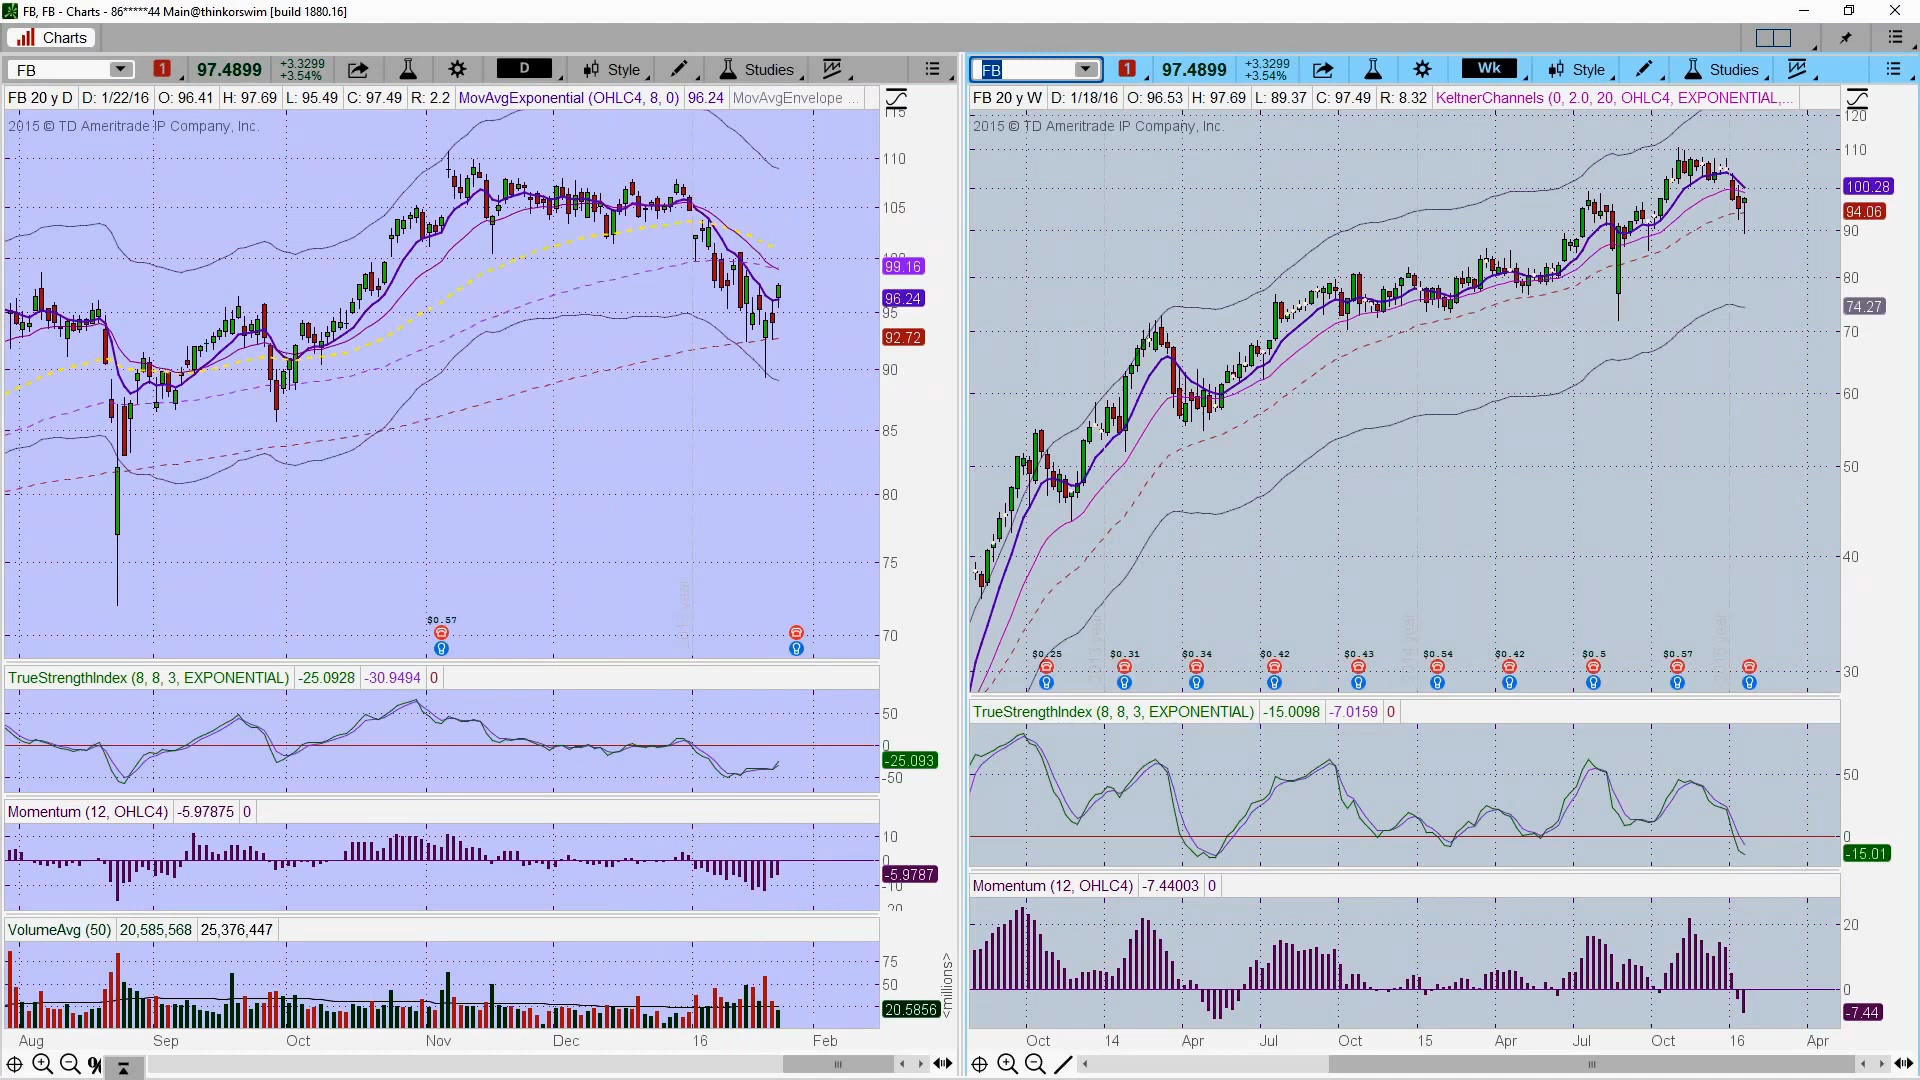 FB, FB - Charts - 86*****44 Main@thinkorswim [build 1880.16]
Charts
FB 1 97.4899 +3.3299 +3.54% D Style Studies
FB 20 y D D: 1/22/16 O: 96.41 H: 97.69 L: 95.49 C: 97.49 R: 2.2 MovAvgExponential (OHLC4, 8, 0) 96.24 MovAvgEnvelope ...
2015 © TD Ameritrade IP Company, Inc.
110
105
99.16
96.24
95
92.72
90
85
80
75
70
$0.57
TrueStrengthIndex (8, 8, 3, EXPONENTIAL) -25.0928 -30.9494 0
50
0
-25.093
-50
Momentum (12, OHLC4) -5.97875 0
10
0
-5.9787
-10
VolumeAvg (50) 20,585,568 25,376,447
75
50
20.5856
<millions>
Aug Sep Oct Nov Dec 16 Feb
FB 1 97.4899 +3.3299 +3.54% Wk Style Studies
FB 20 y W D: 1/18/16 O: 96.53 H: 97.69 L: 89.37 C: 97.49 R: 8.32 KeltnerChannels (0, 2.0, 20, OHLC4, EXPONENTIAL,...
2015 © TD Ameritrade IP Company, Inc.
120
110
100.28
94.06
90
80
74.27
70
60
50
40
30
2013 year 2014 year 2015 year
$0.25 $0.31 $0.34 $0.42 $0.43 $0.54 $0.42 $0.5 $0.57
TrueStrengthIndex (8, 8, 3, EXPONENTIAL) -15.0098 -7.0159 0
50
0
-15.01
Momentum (12, OHLC4) -7.44003 0
20
0
-7.44
Oct 14 Apr Jul Oct 15 Apr Jul Oct 16 Apr